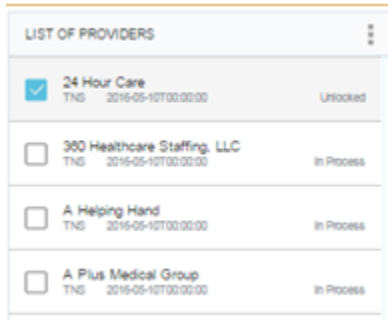 LIST OF PROVIDERS
24 Hour Care
TNS 2016-05-10T00:00:00 Unlocked
360 Healthcare Staffing, LLC
TNS 2016-05-10T00:00:00 In Process
A Helping Hand
TNS 2016-05-10T00:00:00 In Process
A Plus Medical Group
TNS 2016-05-10T00:00:00 In Process